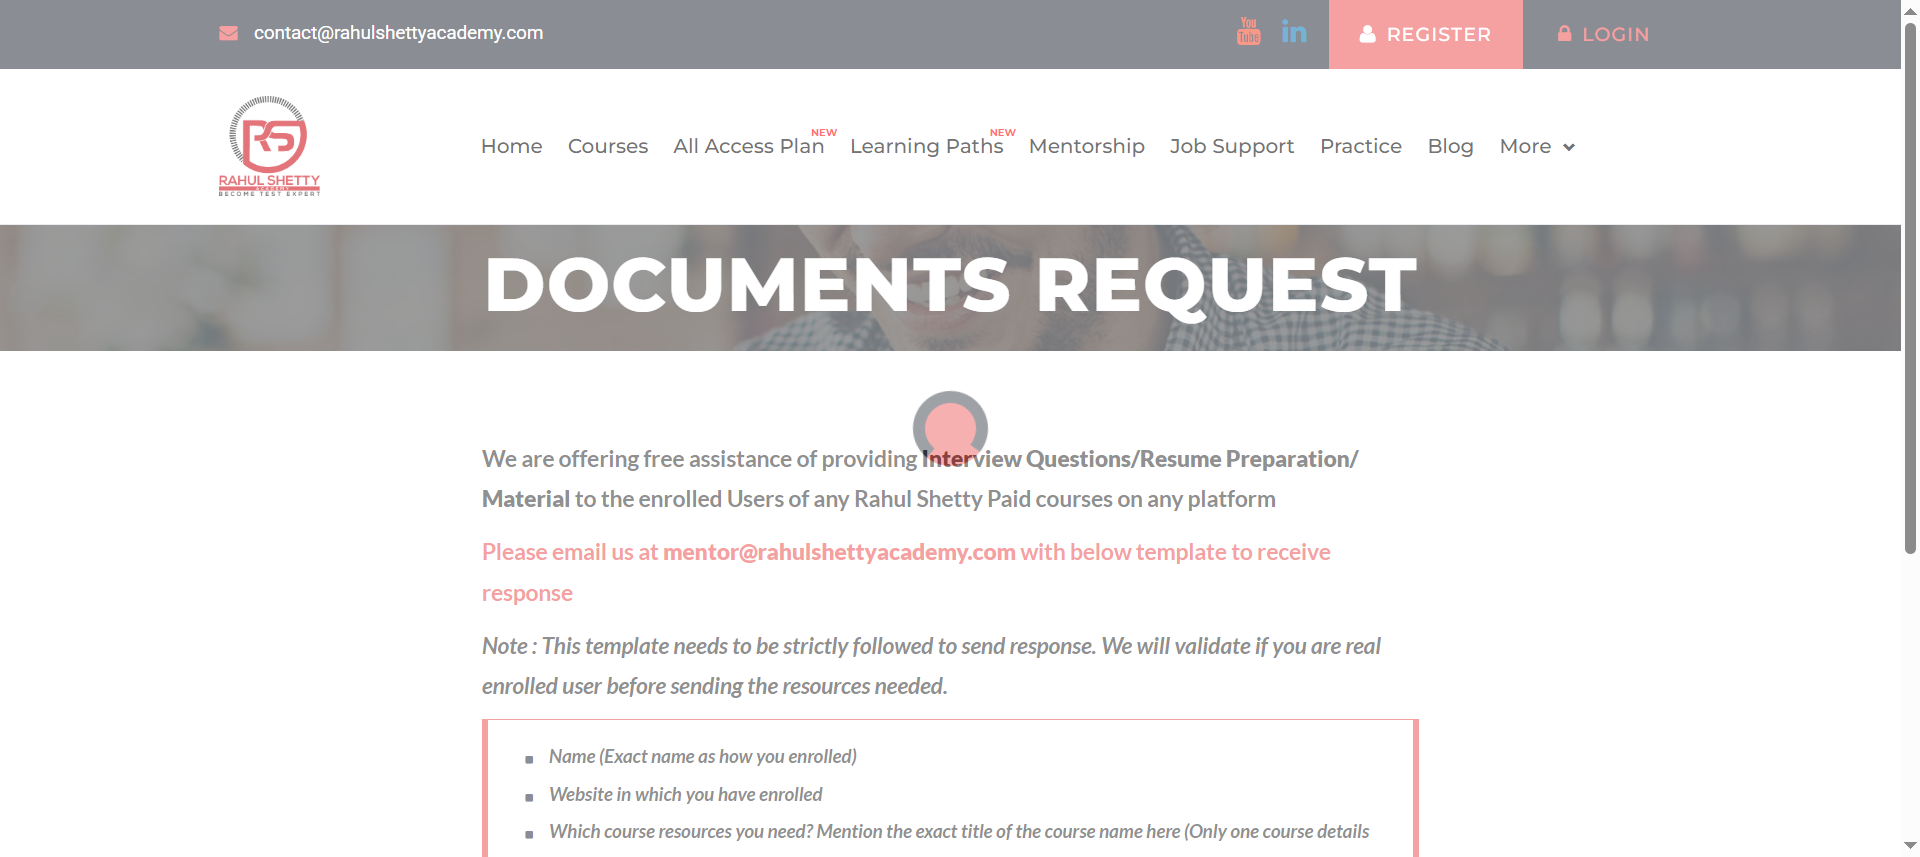 contact@rahulshettyacademy.com
You
Tube
in
REGISTER
LOGIN
RS
RAHUL SHETTY
ACADEMY
BECOME TEST EXPERT
Home
Courses
All Access Plan
NEW
Learning Paths
NEW
Mentorship
Job Support
Practice
Blog
More
DOCUMENTS REQUEST
We are offering free assistance of providing Interview Questions/Resume Preparation/
Material to the enrolled Users of any Rahul Shetty Paid courses on any platform
Please email us at mentor@rahulshettyacademy.com with below template to receive
response
Note : This template needs to be strictly followed to send response. We will validate if you are real
enrolled user before sending the resources needed.
Name (Exact name as how you enrolled)
Website in which you have enrolled
Which course resources you need? Mention the exact title of the course name here (Only one course details